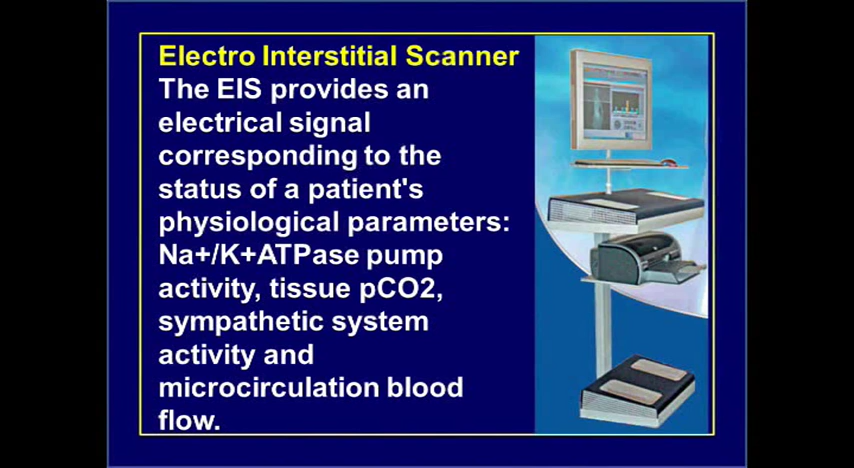 Electro Interstitial Scanner
The EIS provides an
electrical signal
corresponding to the
status of a patient's
physiological parameters:
Na+/K+ATPase pump
activity, tissue pCO2,
sympathetic system
activity and
microcirculation blood
flow.